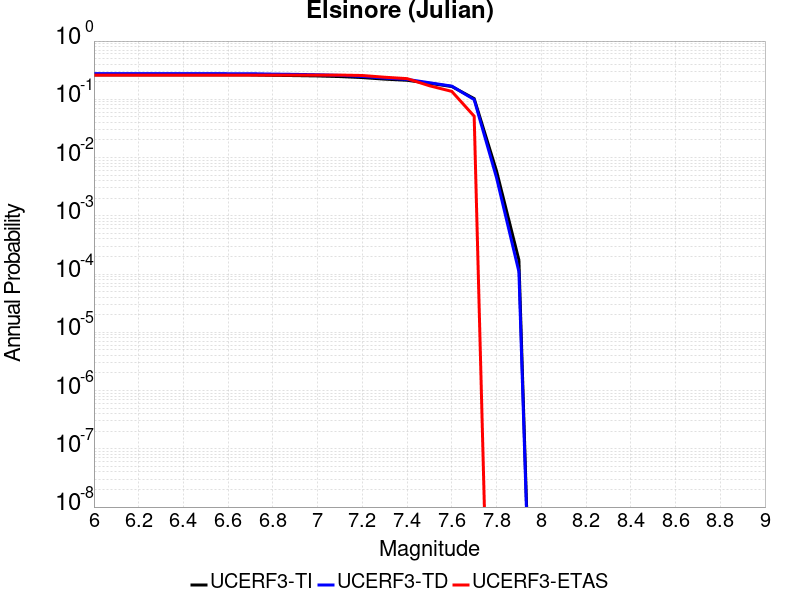 Elsinore (Julian)
10^0
10^-1
10^-2
10^-3
10^-4
10^-5
10^-6
10^-7
10^-8
Annual Probability
6 6.2 6.4 6.6 6.8 7 7.2 7.4 7.6 7.8 8 8.2 8.4 8.6 8.8 9
Magnitude
UCERF3-TI UCERF3-TD UCERF3-ETAS